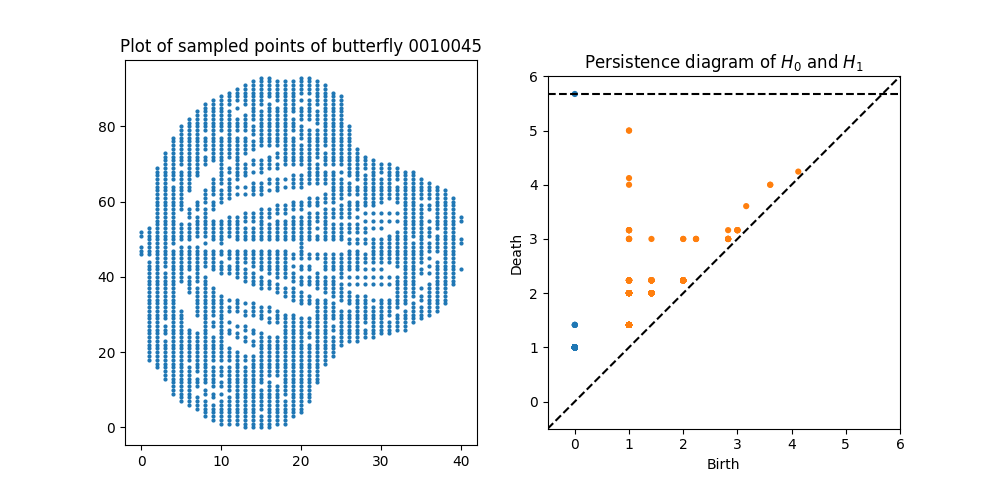 Plot of sampled points of butterfly 0010045
80
60
40
20
0
0 10 20 30 40
Persistence diagram of H₀ and H₁
6
5
4
3
2
1
0
Death
0 1 2 3 4 5 6
Birth